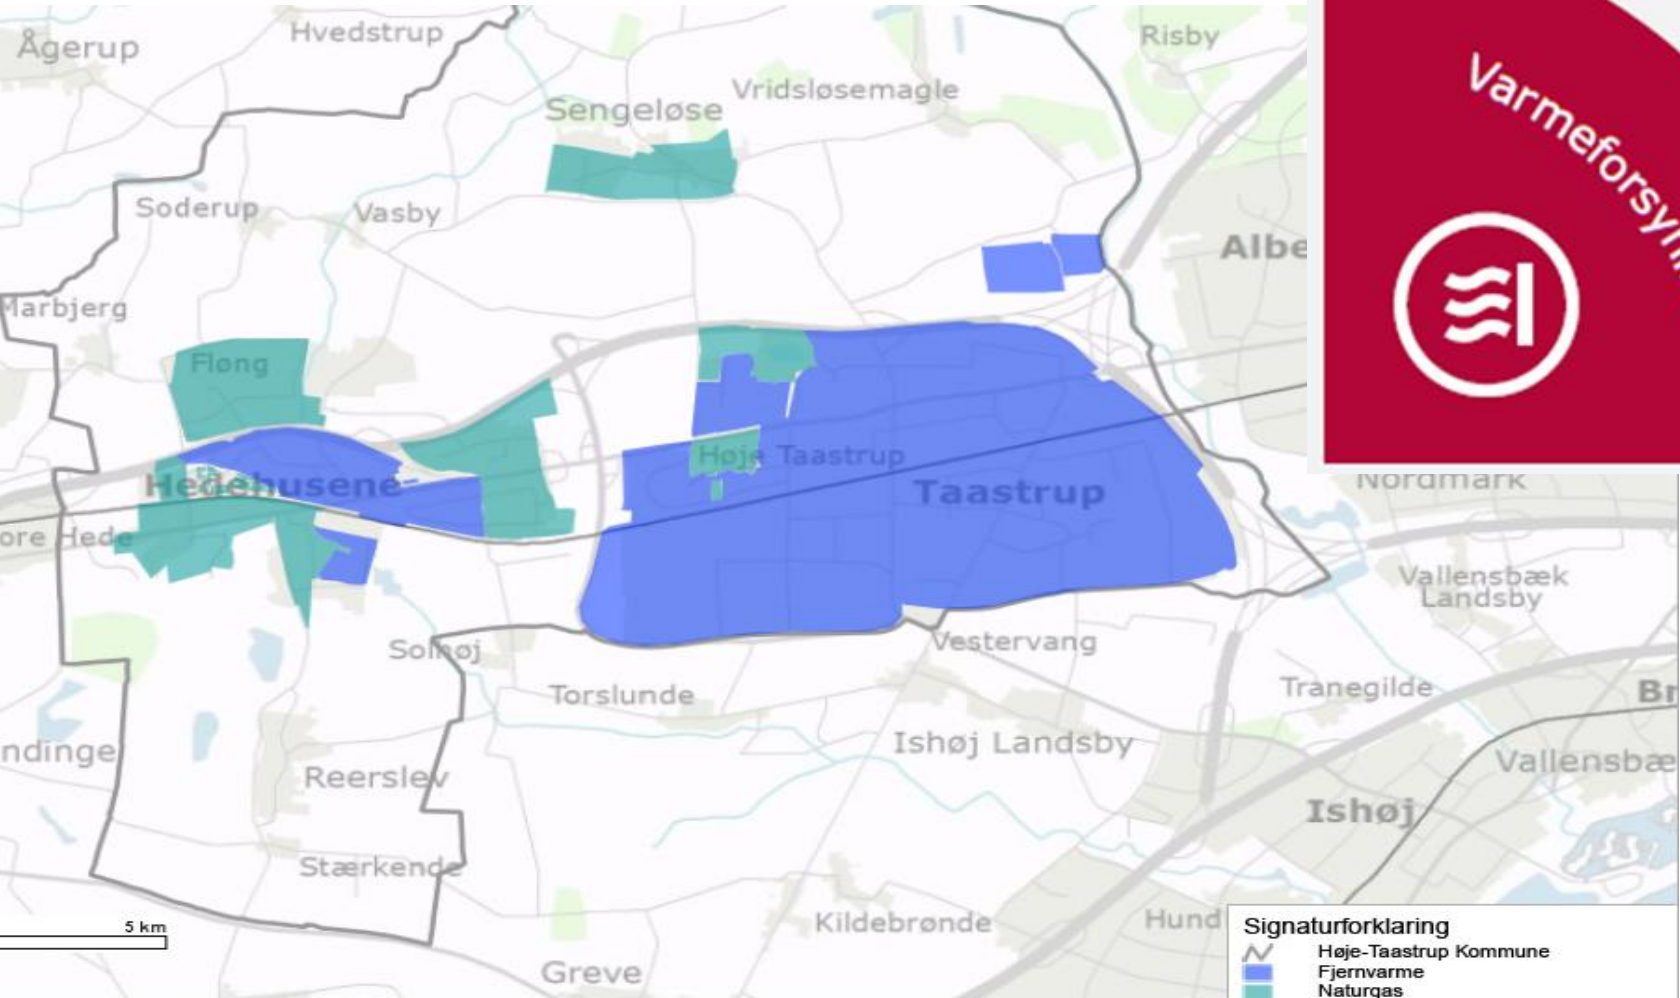 Ågerup
Hvedstrup
Risby
Vridsløsemagle
Sengeløse
Soderup
Vasby
Albe
Marbjerg
Fløng
Høje Taastrup
Hedehusene
Taastrup
Nordmark
ore Hede
Vallensbæk
Landsby
Solhøj
Vestervang
Torslunde
Tranegilde
Br
ndinge
Ishøj Landsby
Reerslev
Vallensbæ
Ishøj
Stærkende
Kildebrønde
Hund
Greve
5 km
Varmeforsyn
Signaturforklaring
Høje-Taastrup Kommune
Fjernvarme
Naturgas